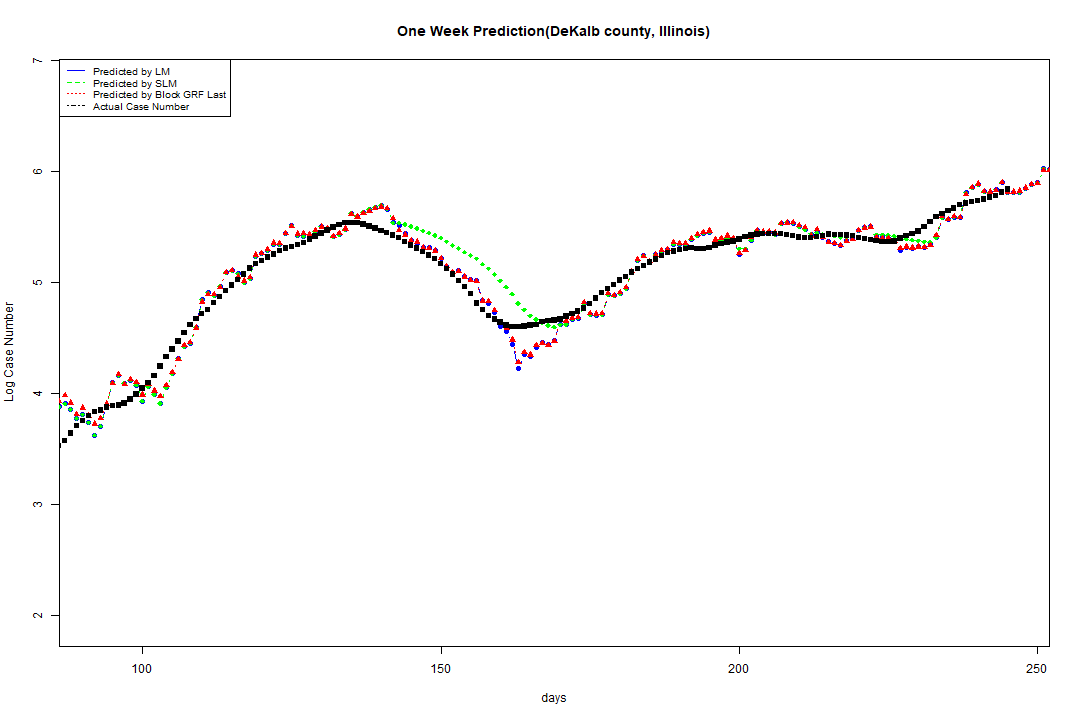 One Week Prediction(DeKalb county, Illinois)
Predicted by LM
Predicted by SLM
Predicted by Block GRF Last
Actual Case Number
7
6
5
4
3
2
Log Case Number
100
150
200
250
days